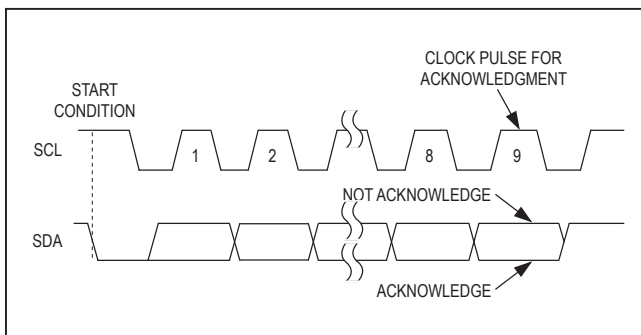 CLOCK PULSE FOR
ACKNOWLEDGMENT
START
CONDITION
SCL
1
2
8
9
NOT ACKNOWLEDGE
SDA
ACKNOWLEDGE